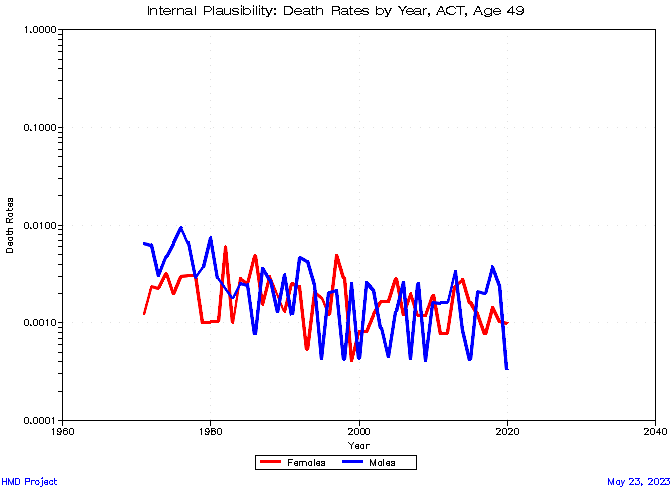 Internal Plausibility: Death Rates by Year, ACT, Age 49
1.0000
0.1000
0.0100
0.0010
0.0001
Death Rates
1960
1980
2000
2020
2040
Year
Females
Males
HMD Project
May 23, 2023